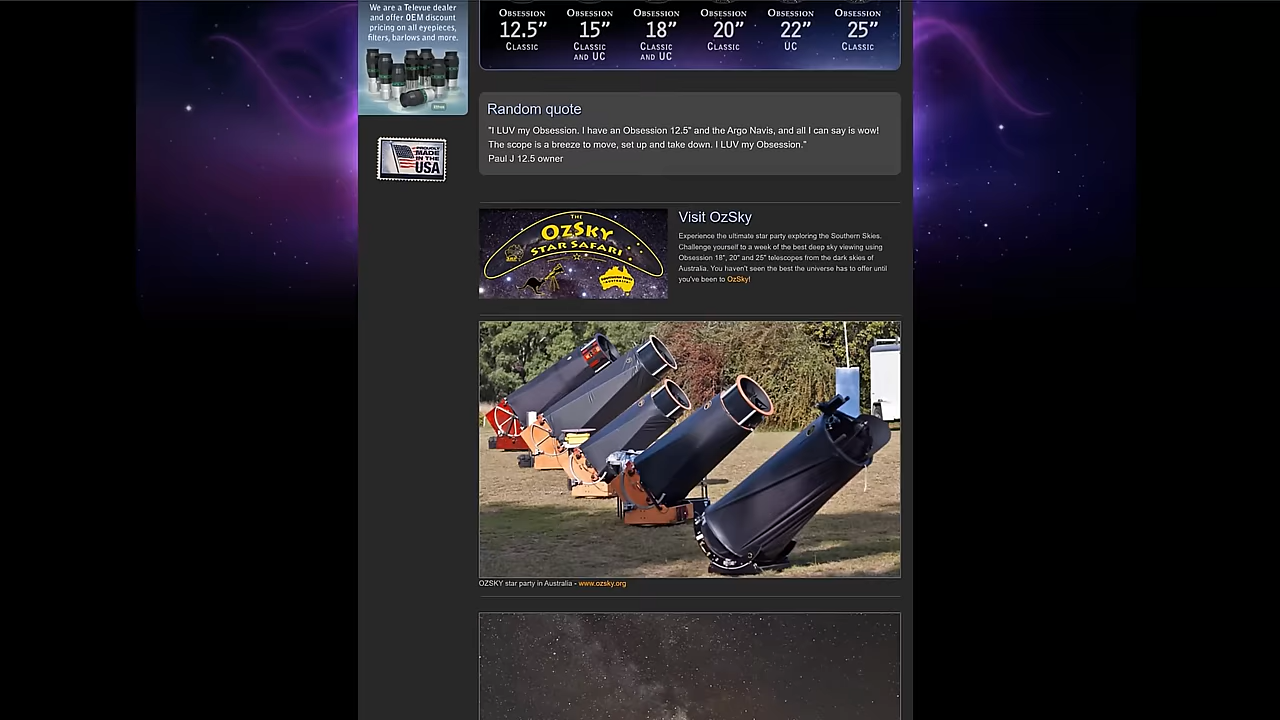 We are a Televue dealer
and offer OEM discount
pricing on all eyepieces,
filters, barlows and more.
Ethos
PROUDLY
MADE
IN THE
USA
OBSESSION
12.5”
CLASSIC
OBSESSION
15”
CLASSIC
AND UC
OBSESSION
18”
CLASSIC
AND UC
OBSESSION
20”
CLASSIC
OBSESSION
22”
UC
OBSESSION
25”
CLASSIC
Random quote
"I LUV my Obsession. I have an Obsession 12.5" and the Argo Navis, and all I can say is wow!
The scope is a breeze to move, set up and take down. I LUV my Obsession."
Paul J 12.5 owner
THE
OZSKY
STAR SAFARI
AUSTRALIA
Visit OzSky
Experience the ultimate star party exploring the Southern Skies.
Challenge yourself to a week of the best deep sky viewing using
Obsession 18", 20" and 25" telescopes from the dark skies of
Australia. You haven't seen the best the universe has to offer until
you've been to OzSky!
OZSKY star party in Australia - www.ozsky.org